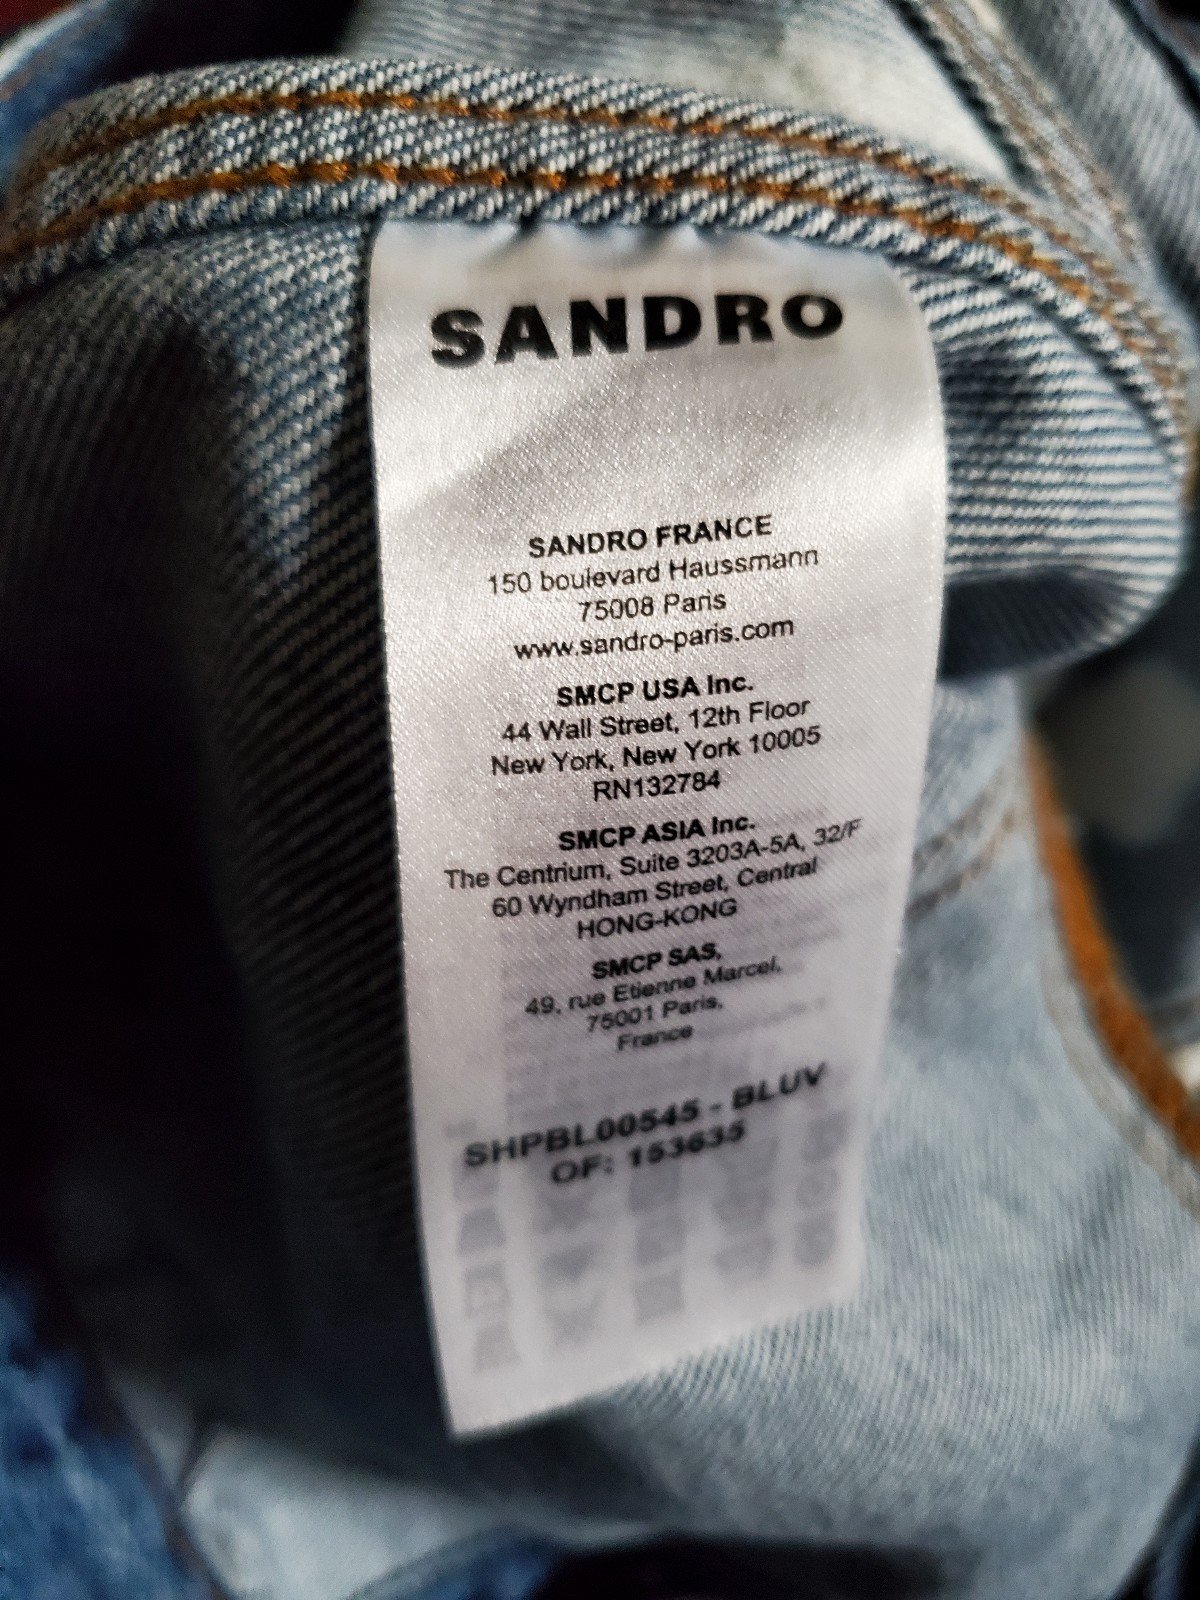 SANDRO
SANDRO FRANCE
150 boulevard Haussmann
75008 Paris
www.sandro-paris.com
SMCP USA Inc.
44 Wall Street, 12th Floor
New York, New York 10005
RN132784
SMCP ASIA Inc.
The Centrium, Suite 3203A-5A, 32/F
60 Wyndham Street, Central
HONG-KONG
SMCP SAS,
49, rue Etienne Marcel,
75001 Paris,
France
SHPBL00545 - BLUV
OF: 153635